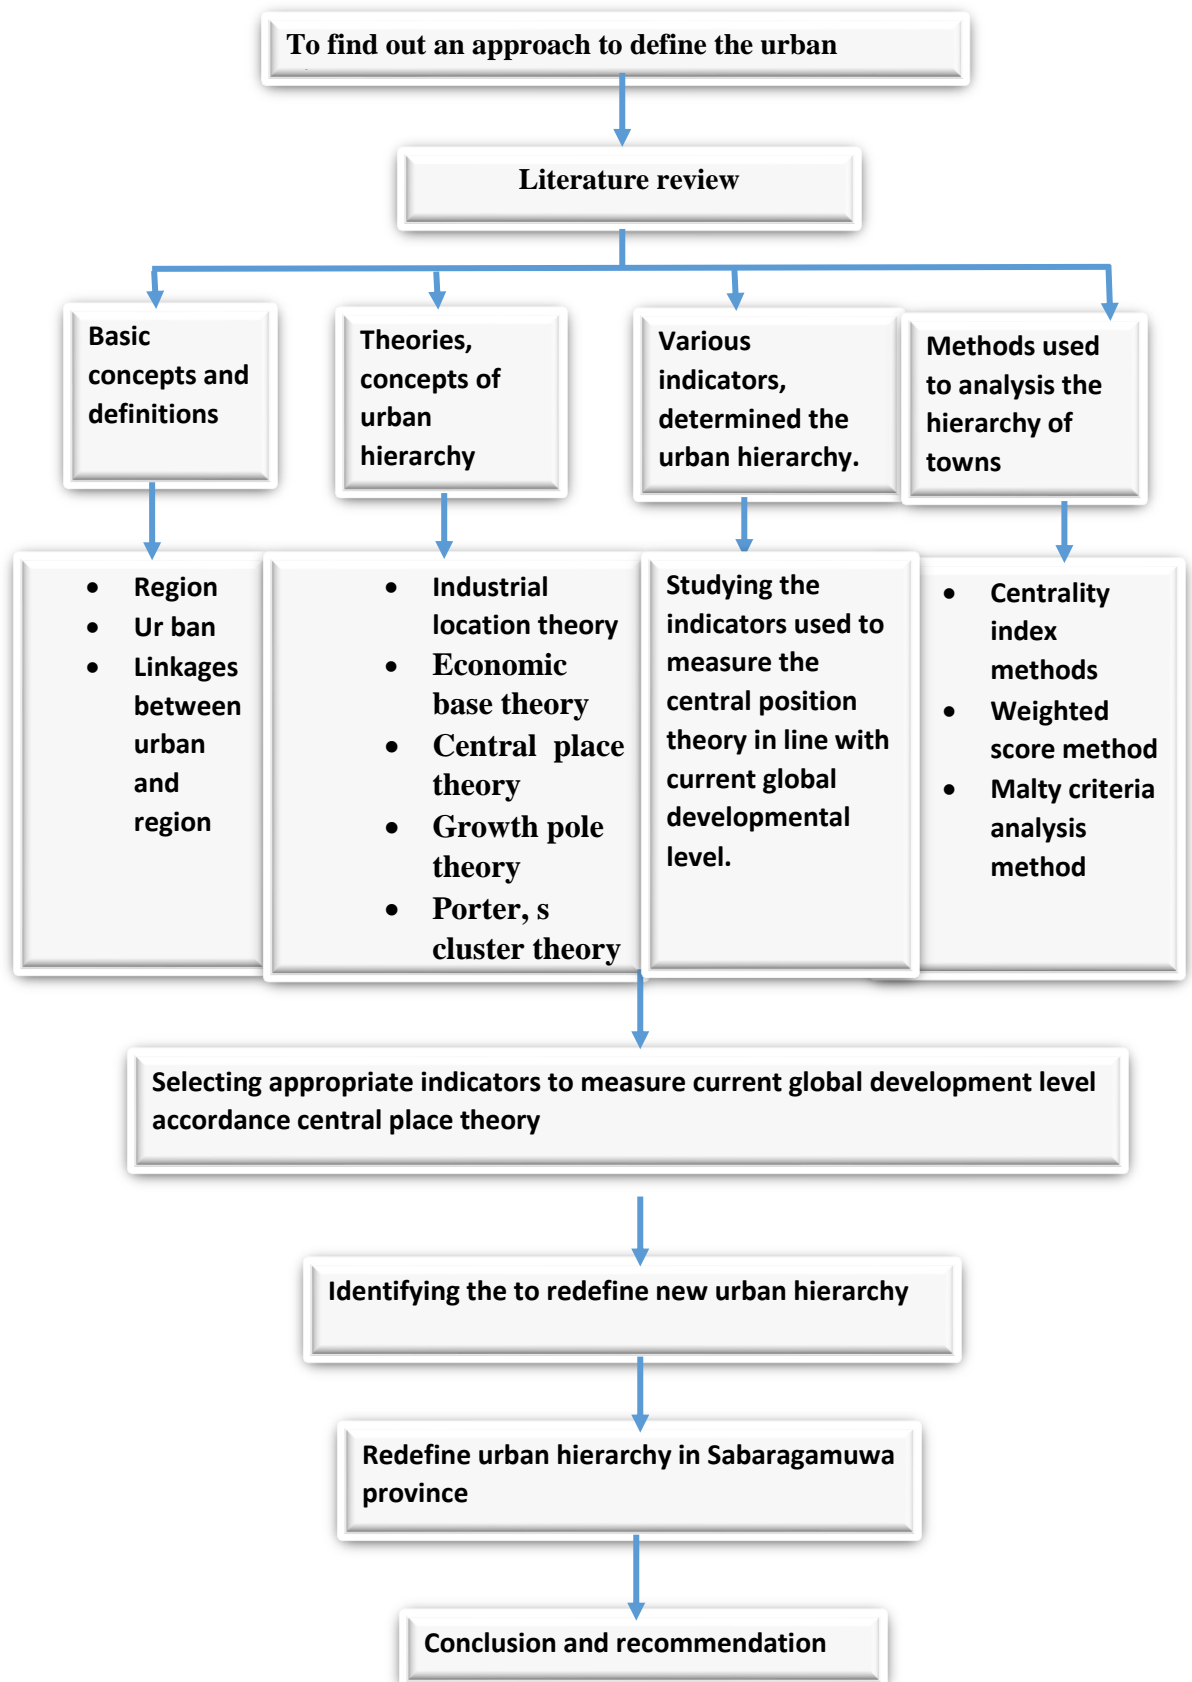 To find out an approach to define the urban
Literature review
Basic
concepts and
definitions
Theories,
concepts of
urban
hierarchy
Various
indicators,
determined the
urban hierarchy.
Methods used
to analysis the
hierarchy of
towns
• Region
• Ur ban
• Linkages
between
urban
and
region
• Industrial
location theory
• Economic
base theory
• Central place
theory
• Growth pole
theory
• Porter, s
cluster theory
Studying the
indicators used to
measure the
central position
theory in line with
current global
developmental
level.
• Centrality
index
methods
• Weighted
score method
• Malty criteria
analysis
method
Selecting appropriate indicators to measure current global development level
accordance central place theory
Identifying the to redefine new urban hierarchy
Redefine urban hierarchy in Sabaragamuwa
province
Conclusion and recommendation